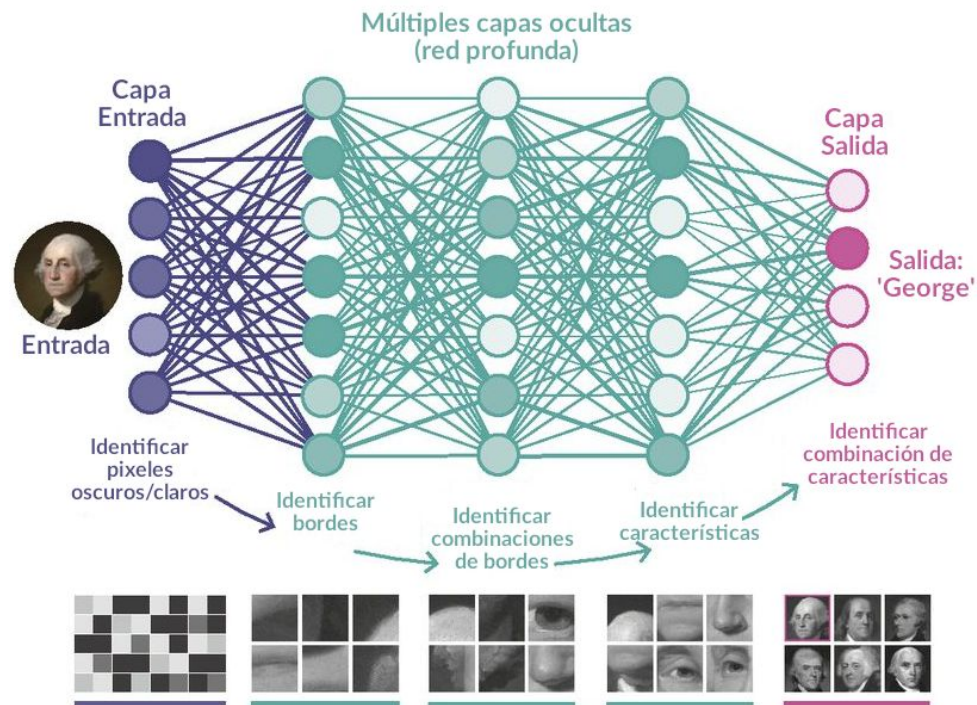 Múltiples capas ocultas
(red profunda)
Capa
Entrada
Capa
Salida
Entrada
Salida:
'George'
Identificar
pixeles
oscuros/claros
Identificar
bordes
Identificar
combinaciones
de bordes
Identificar
características
Identificar
combinación de
características